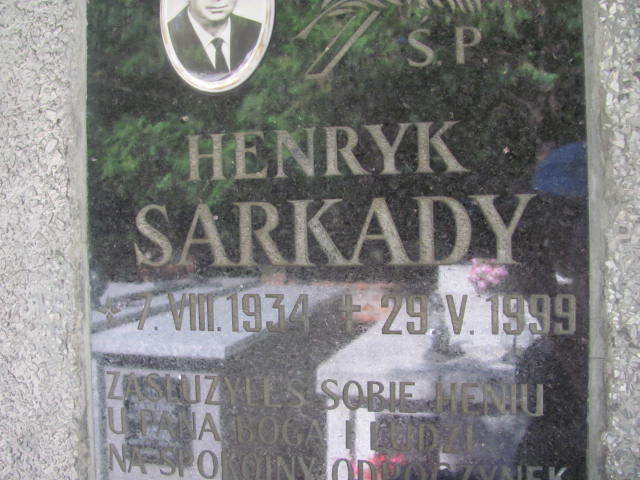 Ś.P
HENRYK
SARKADY
* 7. VIII. 1934 ✝ 29. V. 1999
ZASŁUŻYŁEŚ SOBIE HENIU
U PANA BOGA I LUDZI
NA SPOKOJNY ODPOCZYNEK